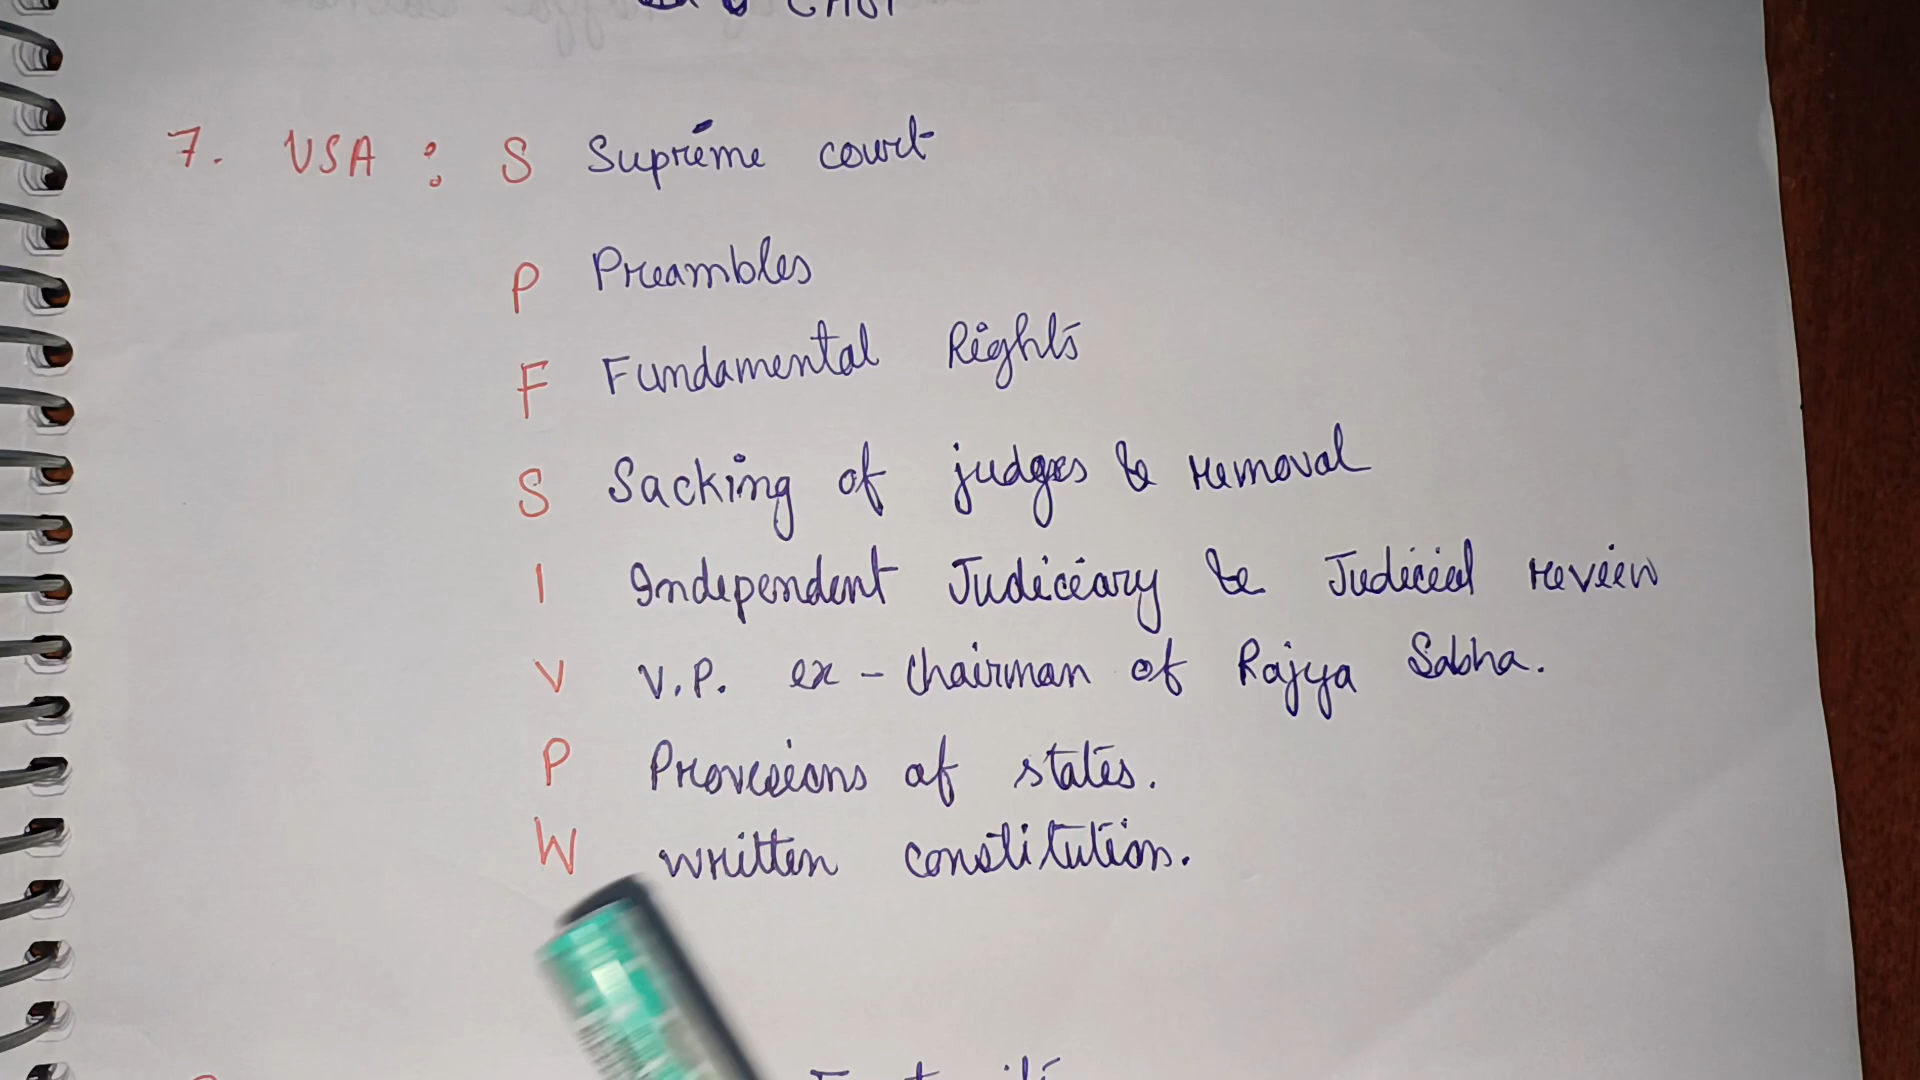 7. USA : S Supreme court
P Preambles
F Fundamental Rights
S Sacking of judges & removal
I Independent Judiciary & Judicial review
V V.P. ex - chairman of Rajya Sabha.
P Provisions of states.
W written constitution.